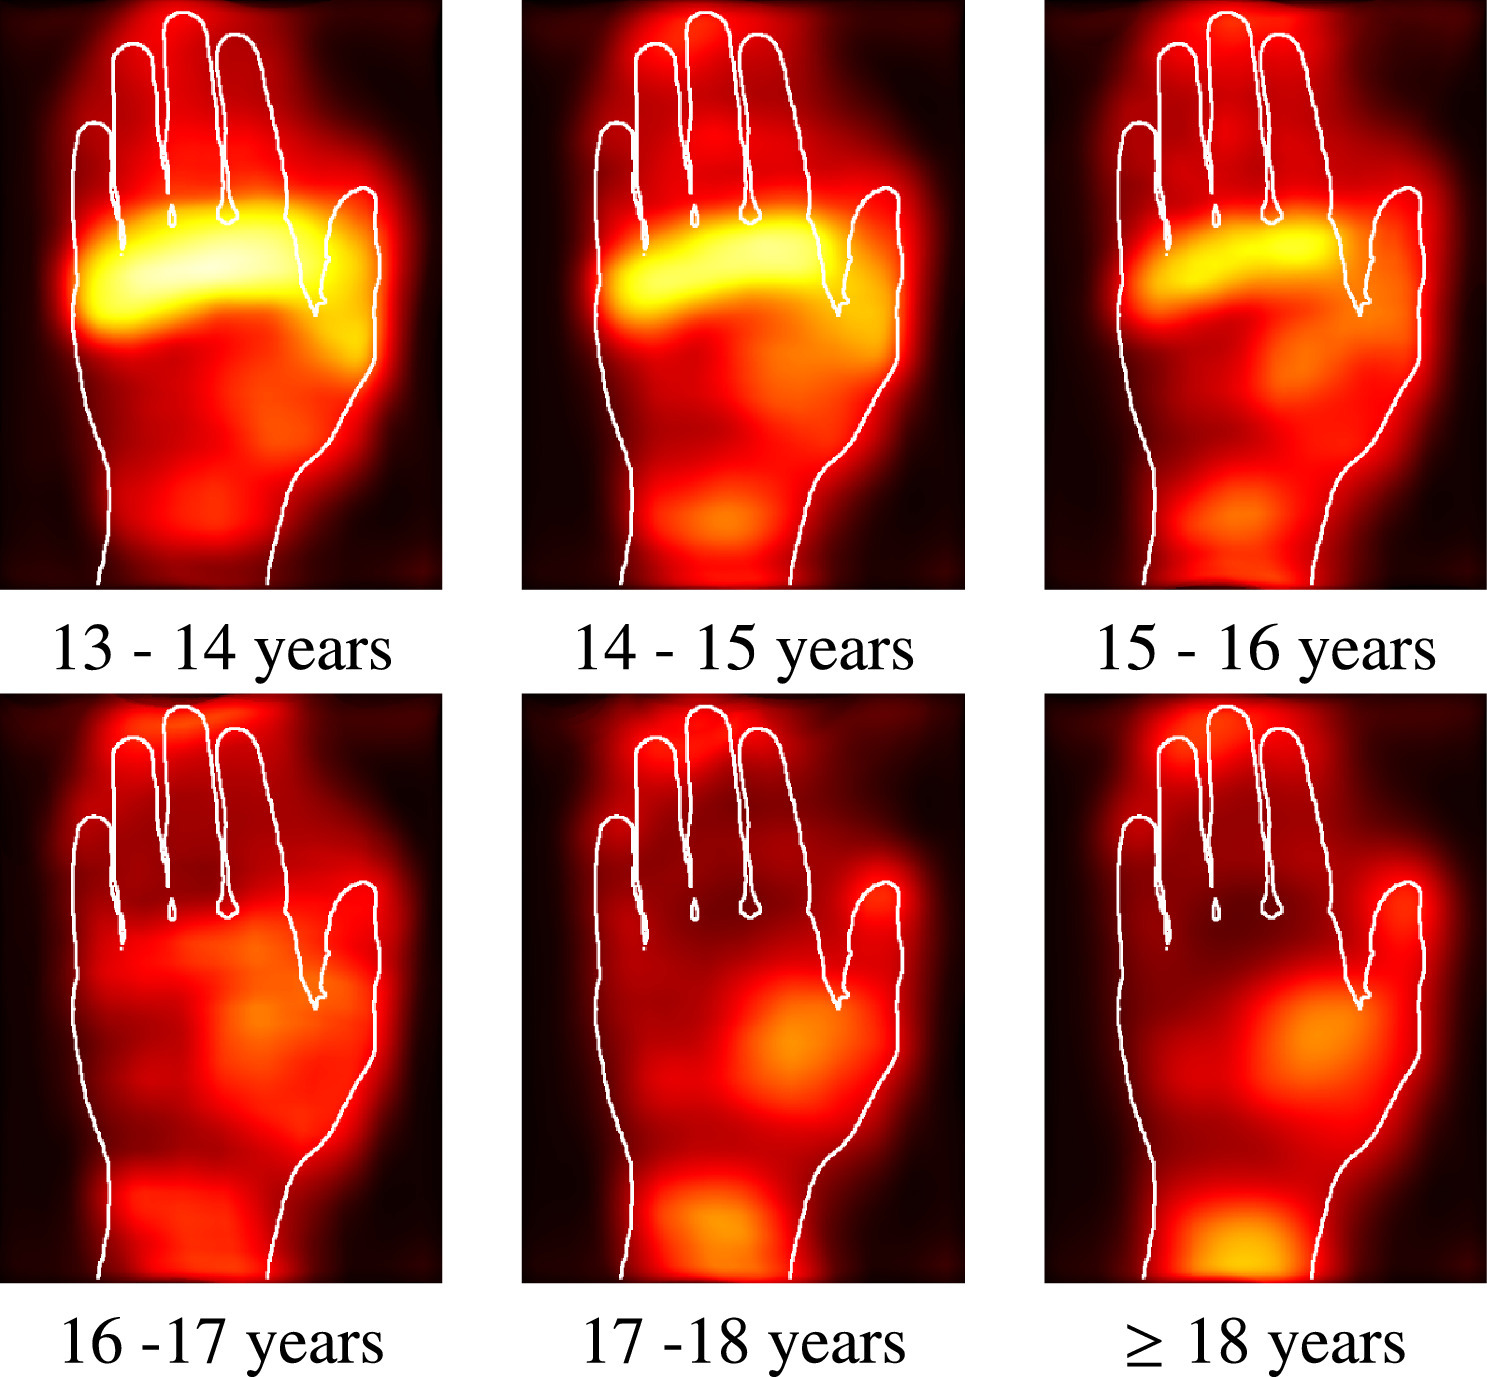 13 - 14 years
14 - 15 years
15 - 16 years
16 -17 years
17 -18 years
≥ 18 years